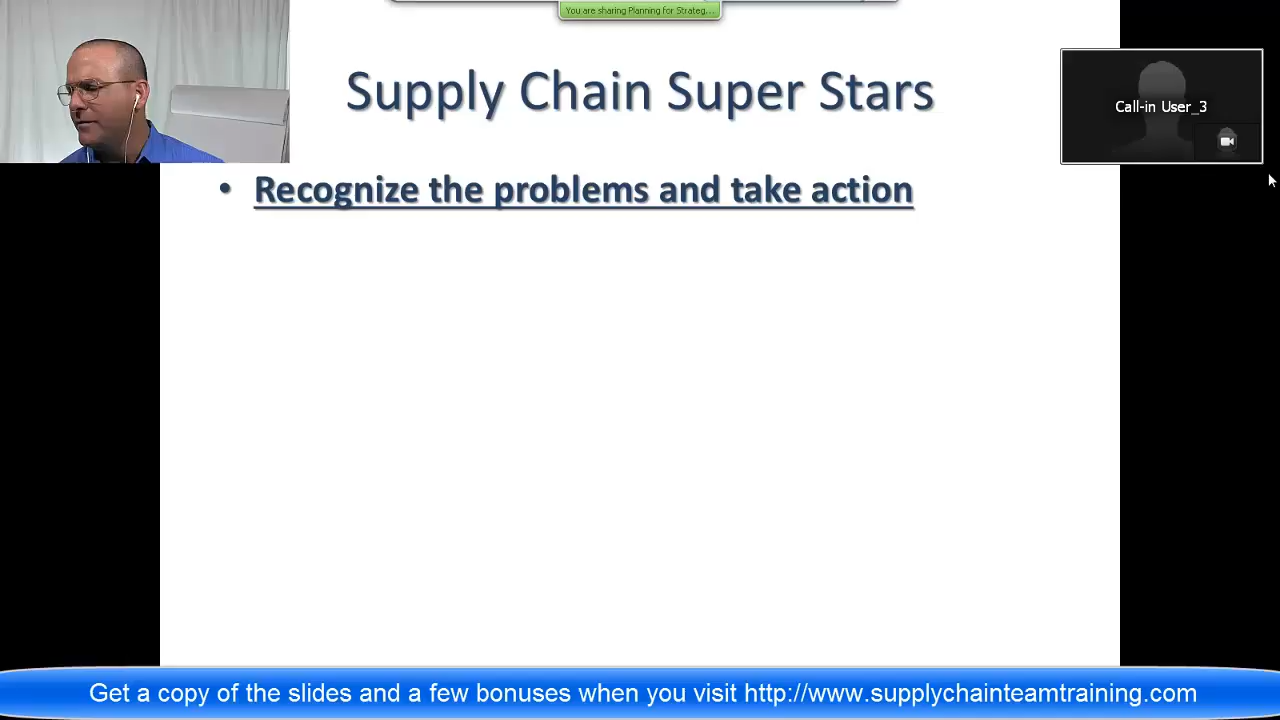 You are sharing Planning for Strateg...
Supply Chain Super Stars
Call-in User_3
• Recognize the problems and take action
Get a copy of the slides and a few bonuses when you visit http://www.supplychainteamtraining.com